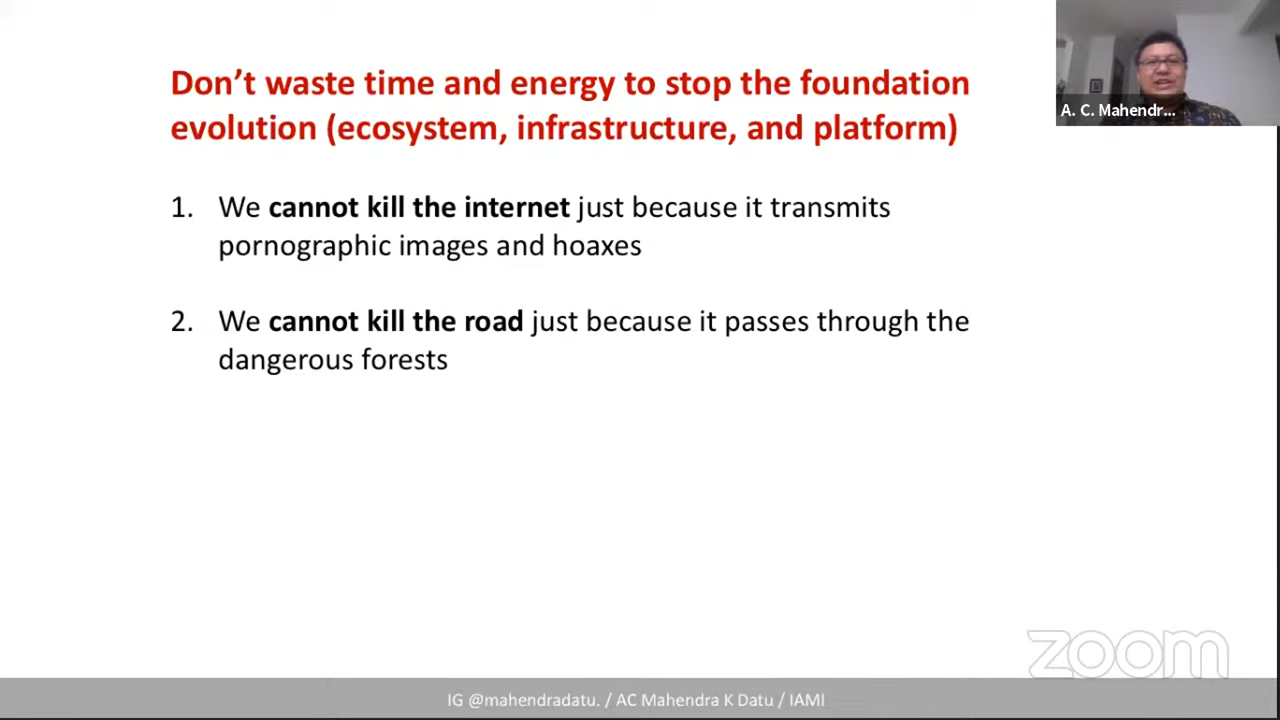 Don't waste time and energy to stop the foundation
evolution (ecosystem, infrastructure, and platform)
A. C. Mahendr...
1. We cannot kill the internet just because it transmits
pornographic images and hoaxes
2. We cannot kill the road just because it passes through the
dangerous forests
zoom
IG @mahendradatu. / AC Mahendra K Datu / IAMI